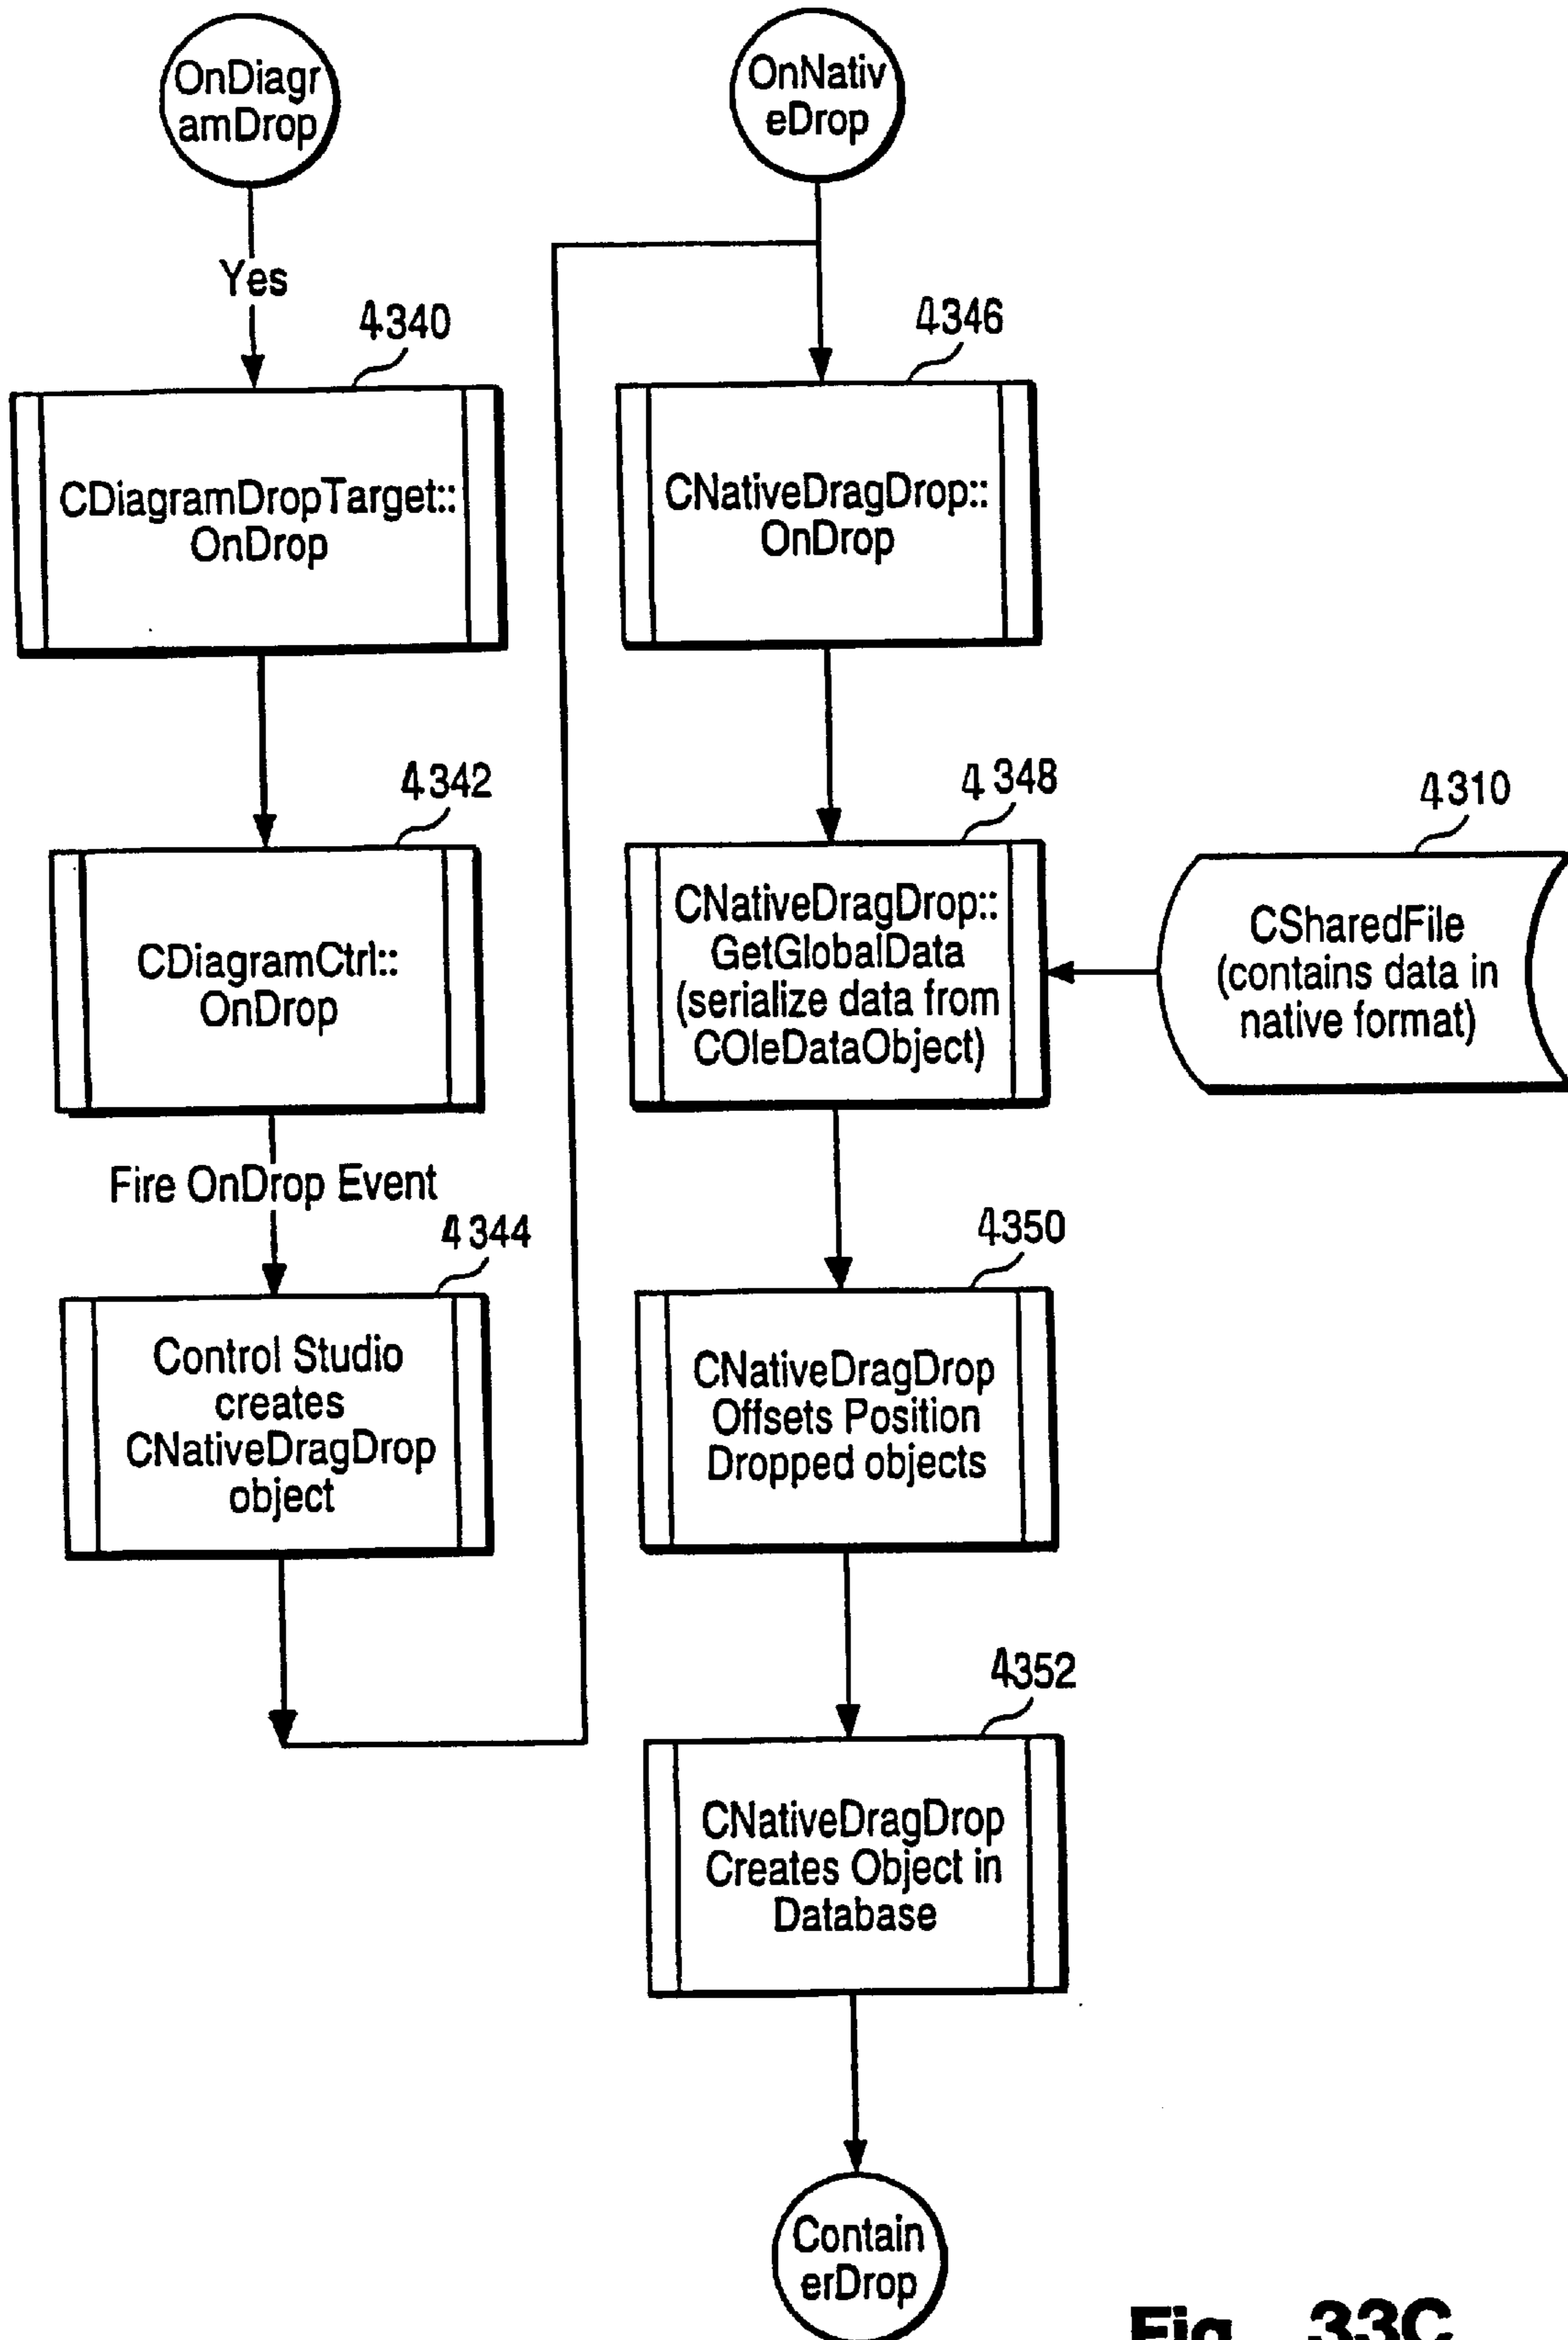 OnDiagr
amDrop
Yes
4340
CDiagramDropTarget::
OnDrop
4342
CDiagramCtrl::
OnDrop
Fire OnDrop Event
4344
Control Studio
creates
CNativeDragDrop
object
OnNativ
eDrop
4346
CNativeDragDrop::
OnDrop
4348
CNativeDragDrop::
GetGlobalData
(serialize data from
COleDataObject)
4310
CSharedFile
(contains data in
native format)
4350
CNativeDragDrop
Offsets Position
Dropped objects
4352
CNativeDragDrop
Creates Object in
Database
Contain
erDrop
Fig. 33C